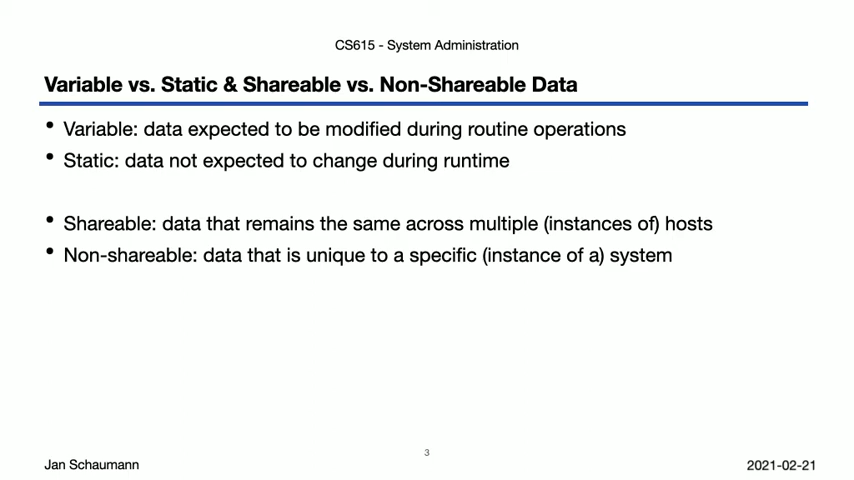 CS615 - System Administration
Variable vs. Static & Shareable vs. Non-Shareable Data
• Variable: data expected to be modified during routine operations
• Static: data not expected to change during runtime
• Shareable: data that remains the same across multiple (instances of) hosts
• Non-shareable: data that is unique to a specific (instance of a) system
3
Jan Schaumann
2021-02-21